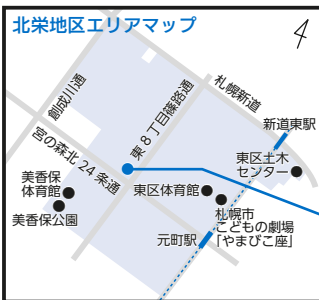 北栄地区エリアマップ
創成川通
東8丁目篠路通
札幌新道
新道東駅
宮の森北24条通
東区土木
センター
美香保
体育館
美香保公園
東区体育館
札幌市
こどもの劇場
「やまびこ座」
元町駅